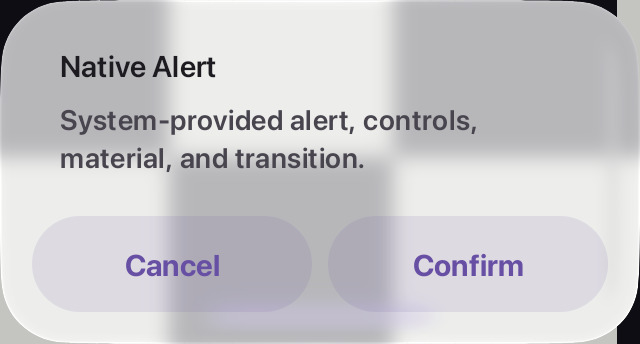 Native Alert
System-provided alert, controls,
material, and transition.
Cancel
Confirm